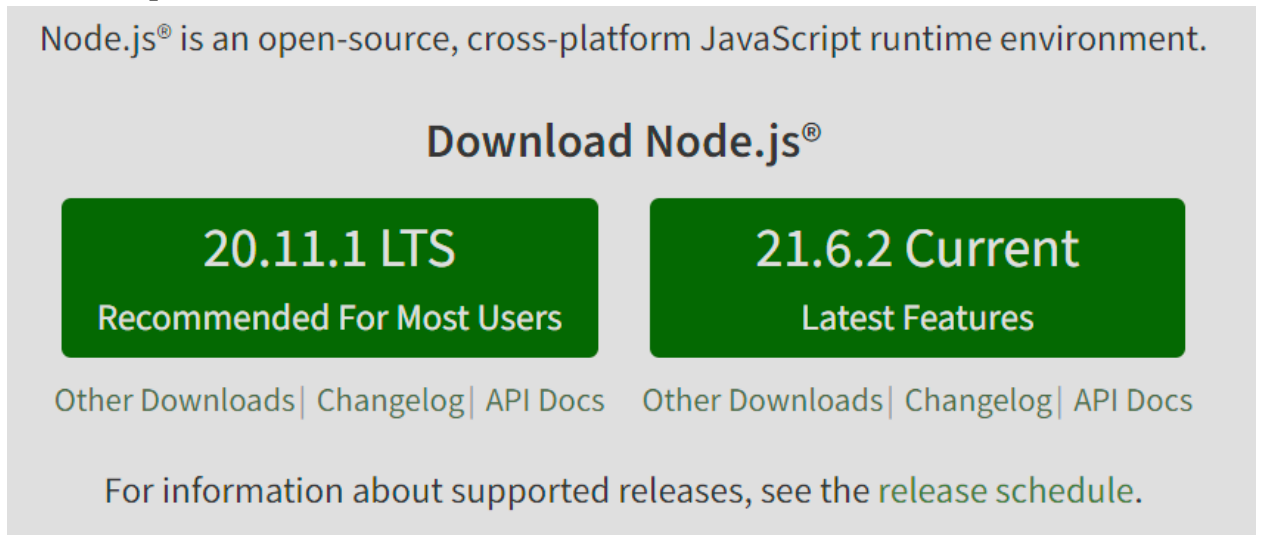 Node.js® is an open-source, cross-platform JavaScript runtime environment.
Download Node.js®
20.11.1 LTS
Recommended For Most Users
21.6.2 Current
Latest Features
Other Downloads| Changelog| API Docs
Other Downloads| Changelog| API Docs
For information about supported releases, see the release schedule.